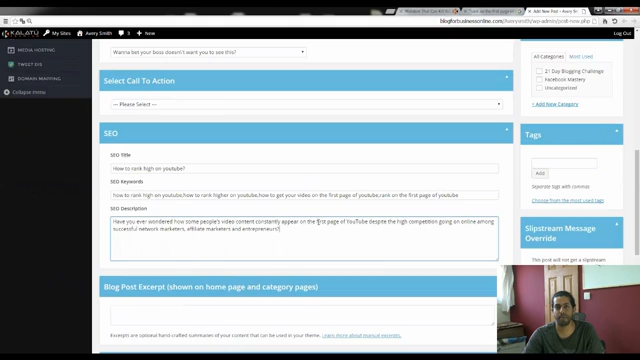 Add New Post ‹ Avery Sm
blogforbusinessonline.com/Averysmith/wp-admin/post-new.php
KALATU
My Sites
Avery Smith
3
New
MEDIA HOSTING
TWEET DIS
DOMAIN MAPPING
Collapse menu
Wanna bet your boss doesn't want you to see this?
Select Call To Action
--- Please Select ---
SEO
SEO Title
How to rank high on youtube?
SEO Keywords
how to rank high on youtube,how to rank higher on youtube,how to get your video on the first page of youtube,rank on the first page of youtube
SEO Description
Have you ever wondered how some people's video content constantly appear on the first page of YouTube despite the high competition going on online among
successful network marketers, affiliate marketers and entrepreneurs?
Blog Post Excerpt (shown on home page and category pages)
Excerpts are optional hand-crafted summaries of your content that can be used in your theme. Learn more about manual excerpts.
All Categories
Most Used
21 Day Blogging Challenge
Facebook Mastery
Uncategorized
+ Add New Category
Tags
Add
Separate tags with commas
Choose from the most used tags
Slipstream Message
Override
This post will not get a slipstream